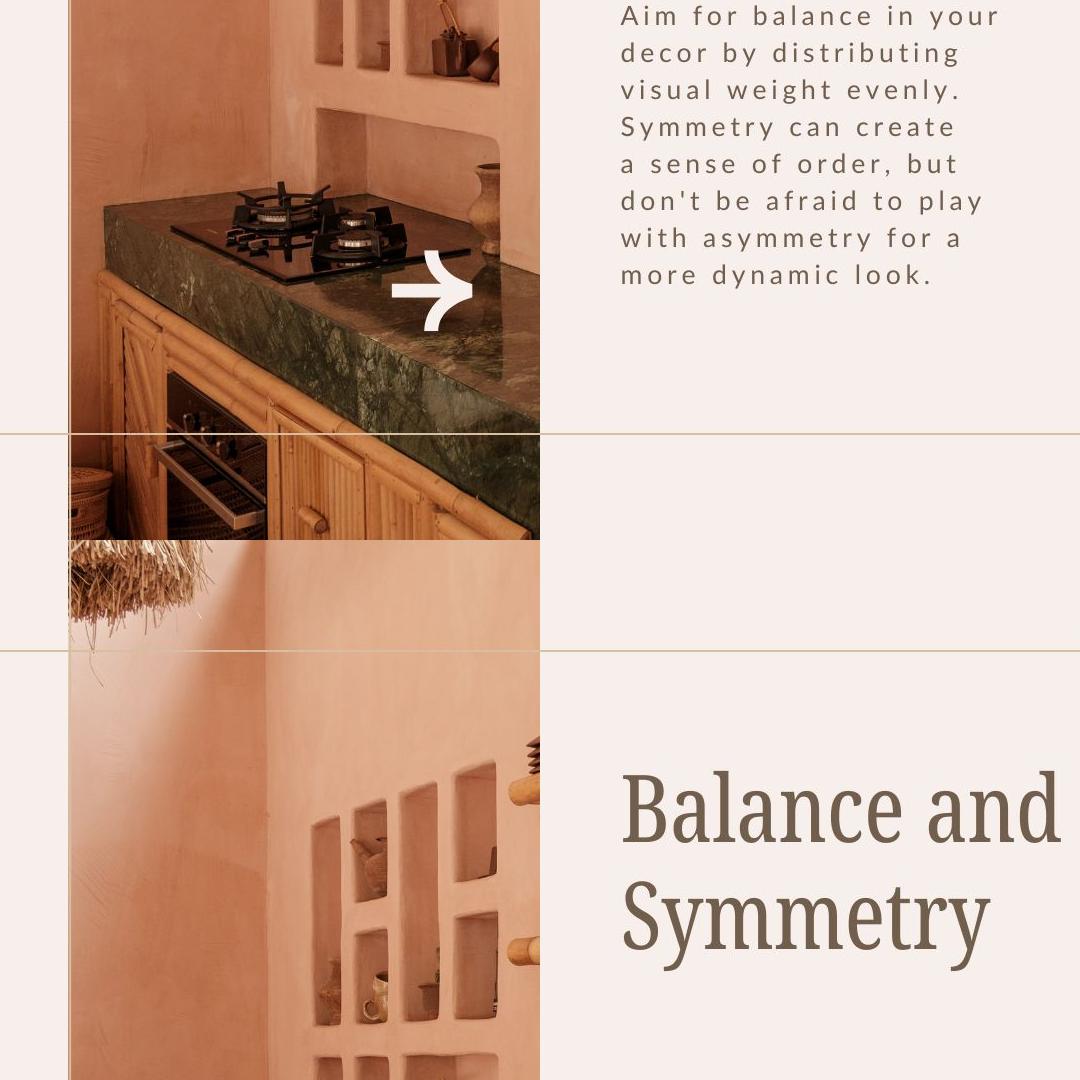 Aim for balance in your
decor by distributing
visual weight evenly.
Symmetry can create
a sense of order, but
don't be afraid to play
with asymmetry for a
more dynamic look.
Balance and
Symmetry